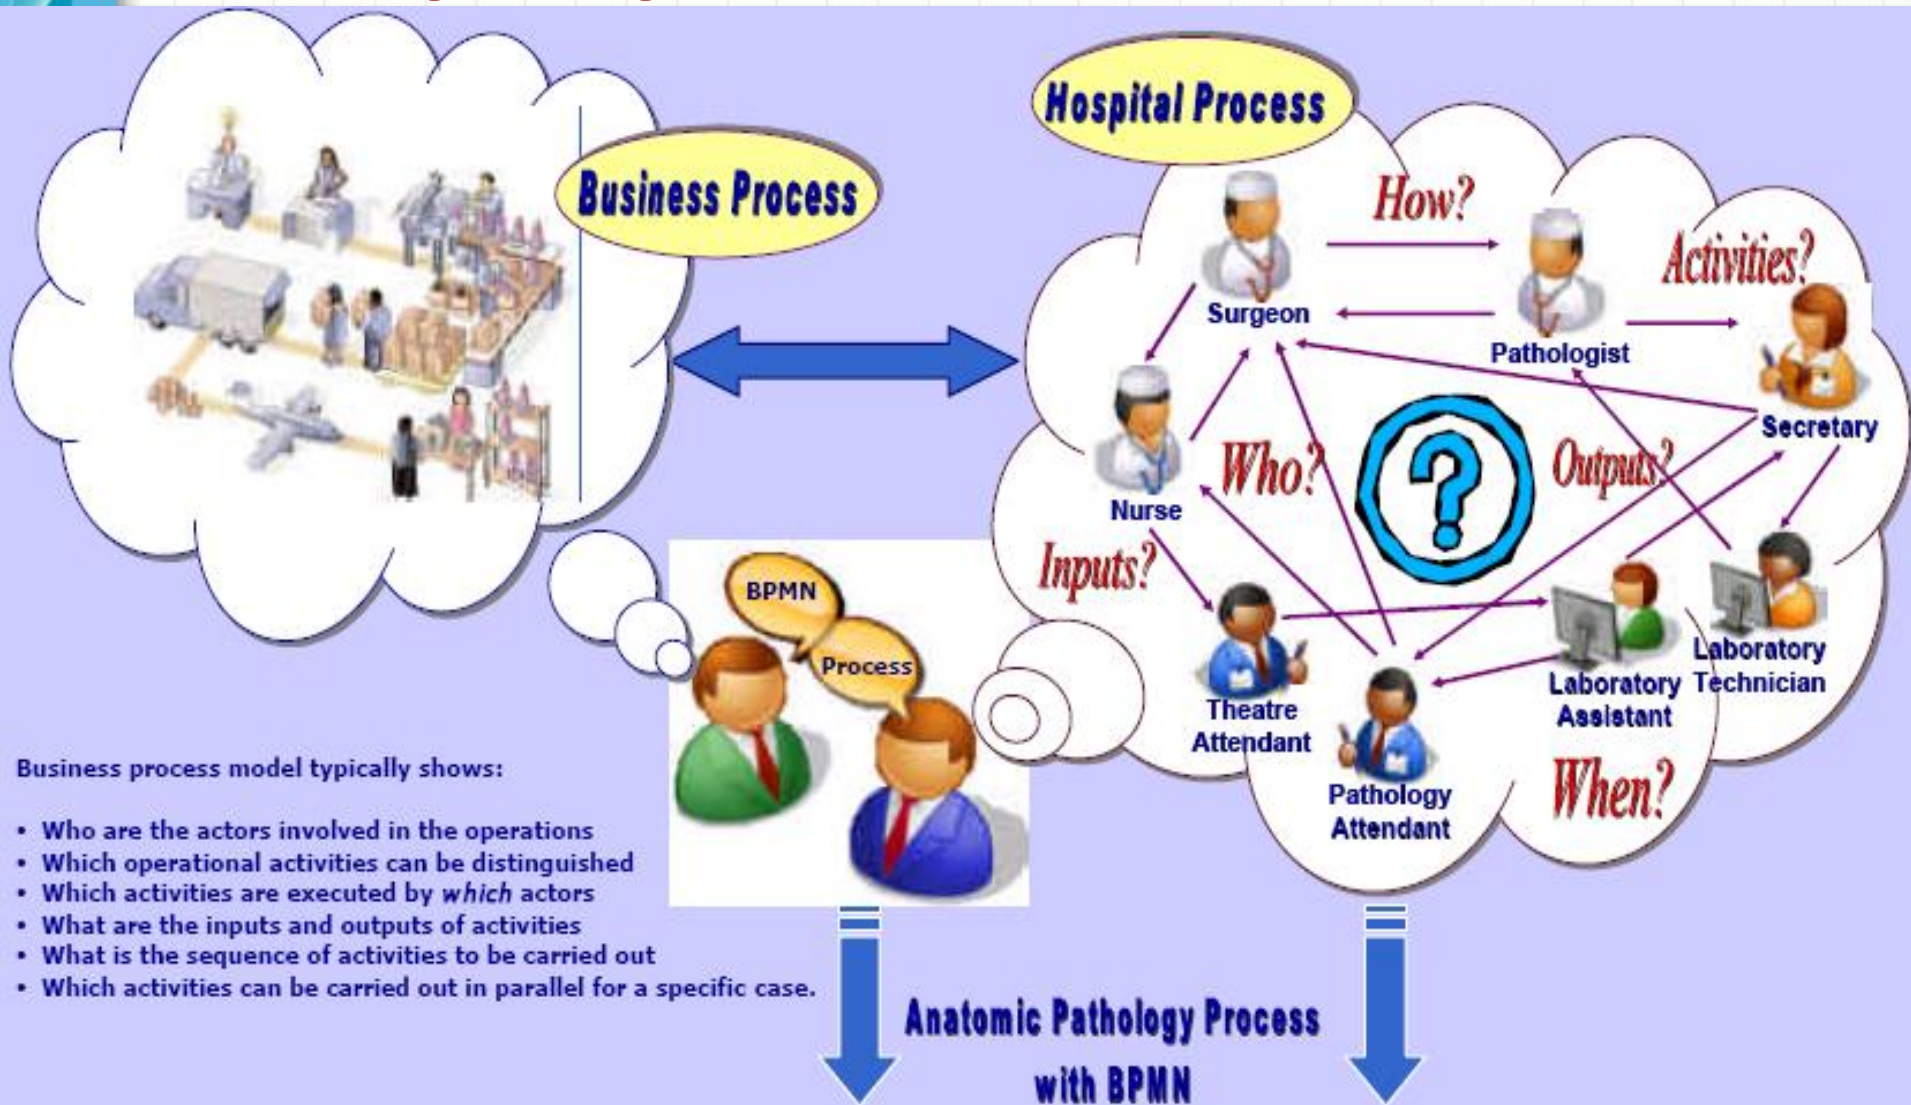 Business Process
Hospital Process
How?
Activities?
Surgeon
Pathologist
Secretary
Who?
Outputs?
Nurse
Inputs?
Laboratory
Technician
Laboratory
Assistant
Theatre
Attendant
Pathology
Attendant
When?
BPMN
Process
Business process model typically shows:
• Who are the actors involved in the operations
• Which operational activities can be distinguished
• Which activities are executed by which actors
• What are the inputs and outputs of activities
• What is the sequence of activities to be carried out
• Which activities can be carried out in parallel for a specific case.
Anatomic Pathology Process
with BPMN